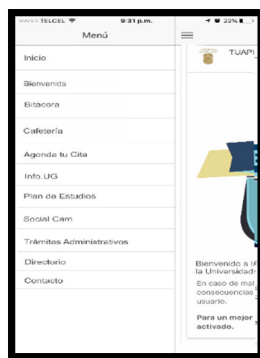 TELCEL 9:31 p.m. 22%
Menú
Inicio
Bienvenida
Bitacora
Cafetería
Agenda tu Cita
Info.UG
Plan de Estudios
Social Cam
Trámites Administrativos
Directorio
Contacto
TUAPI
Bienvenido a
la Universidad
En caso de mal
consecuencias
usuario.
Para un mejor
activado.